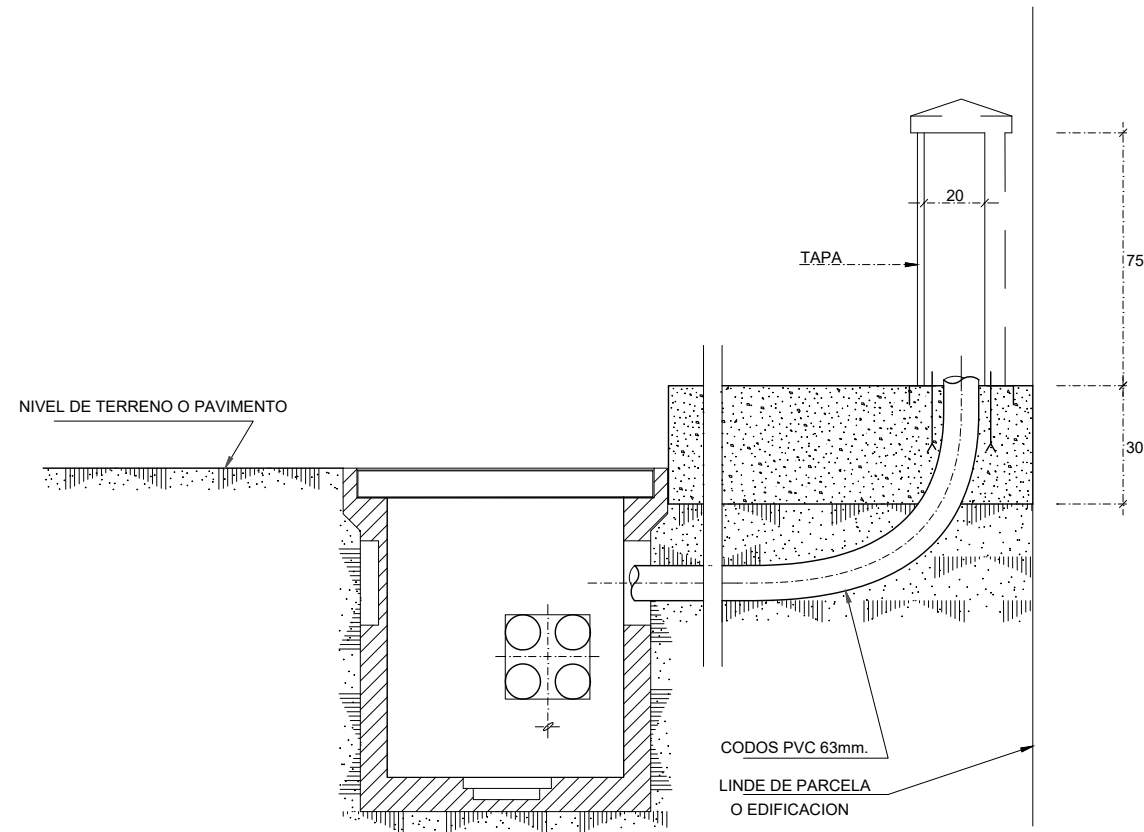 20
TAPA
75
NIVEL DE TERRENO O PAVIMENTO
30
CODOS PVC 63mm.
LINDE DE PARCELA
O EDIFICACION